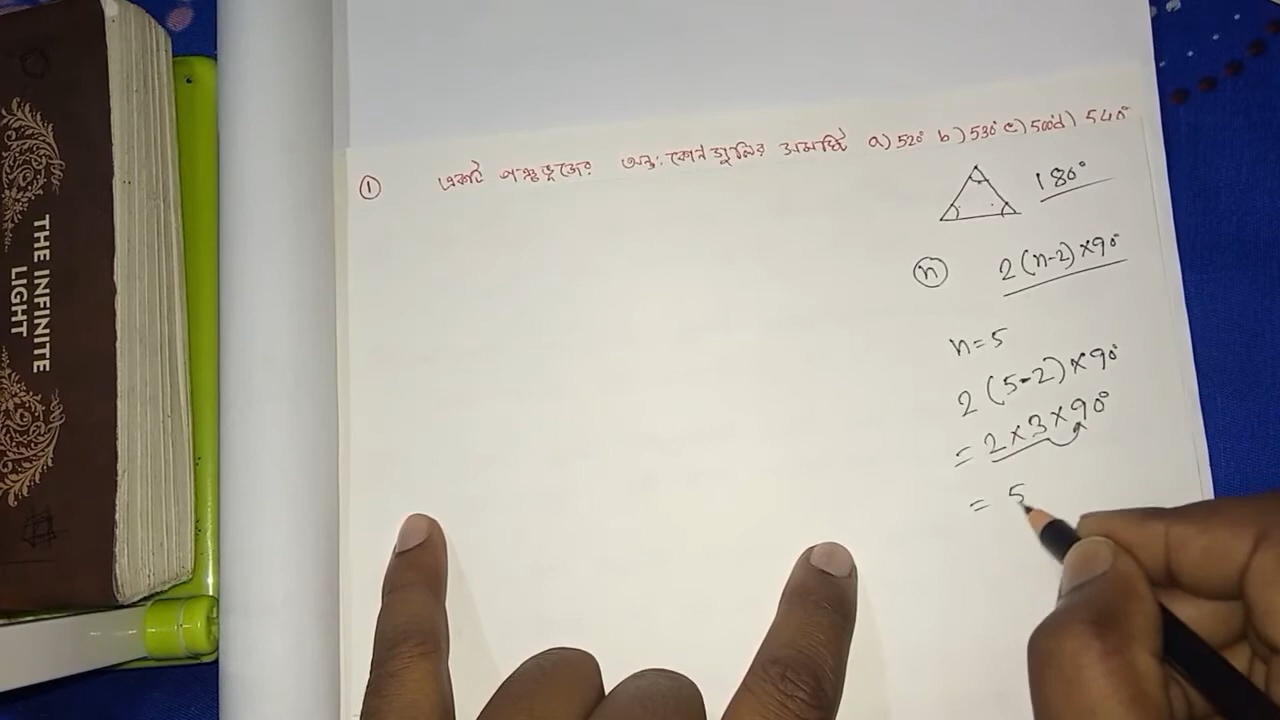 THE INFINITE
LIGHT
① একটি পঞ্চভুজের অন্তঃকোনগুলির সমষ্টি a) 520° b) 530° c) 500° d) 540°
180°
n 2(n-2)×90°
n=5
2(5-2)×90°
= 2×3×90°
= 5